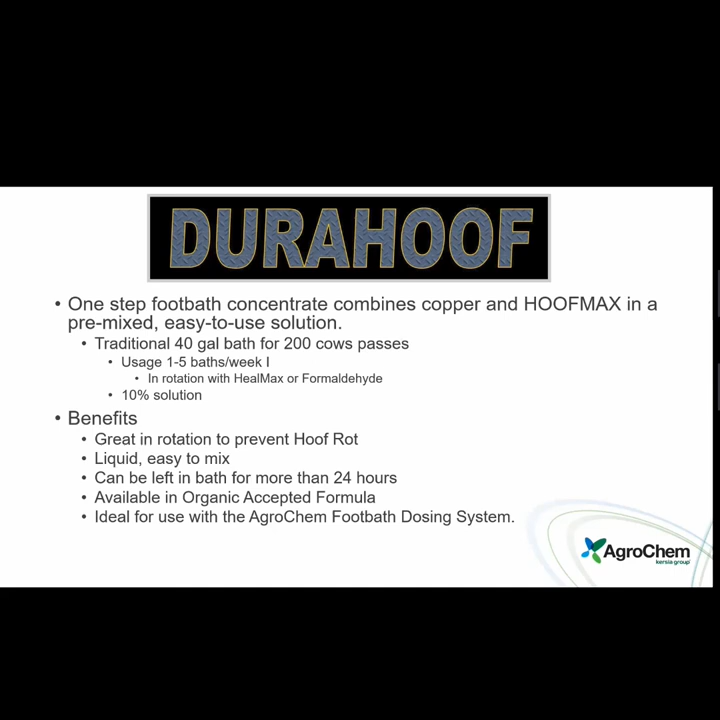 DURAHOOF
• One step footbath concentrate combines copper and HOOFMAX in a
pre-mixed, easy-to-use solution.
• Traditional 40 gal bath for 200 cows passes
• Usage 1-5 baths/week I
• In rotation with HealMax or Formaldehyde
• 10% solution
• Benefits
• Great in rotation to prevent Hoof Rot
• Liquid, easy to mix
• Can be left in bath for more than 24 hours
• Available in Organic Accepted Formula
• Ideal for use with the AgroChem Footbath Dosing System.
AgroChem
kersia group